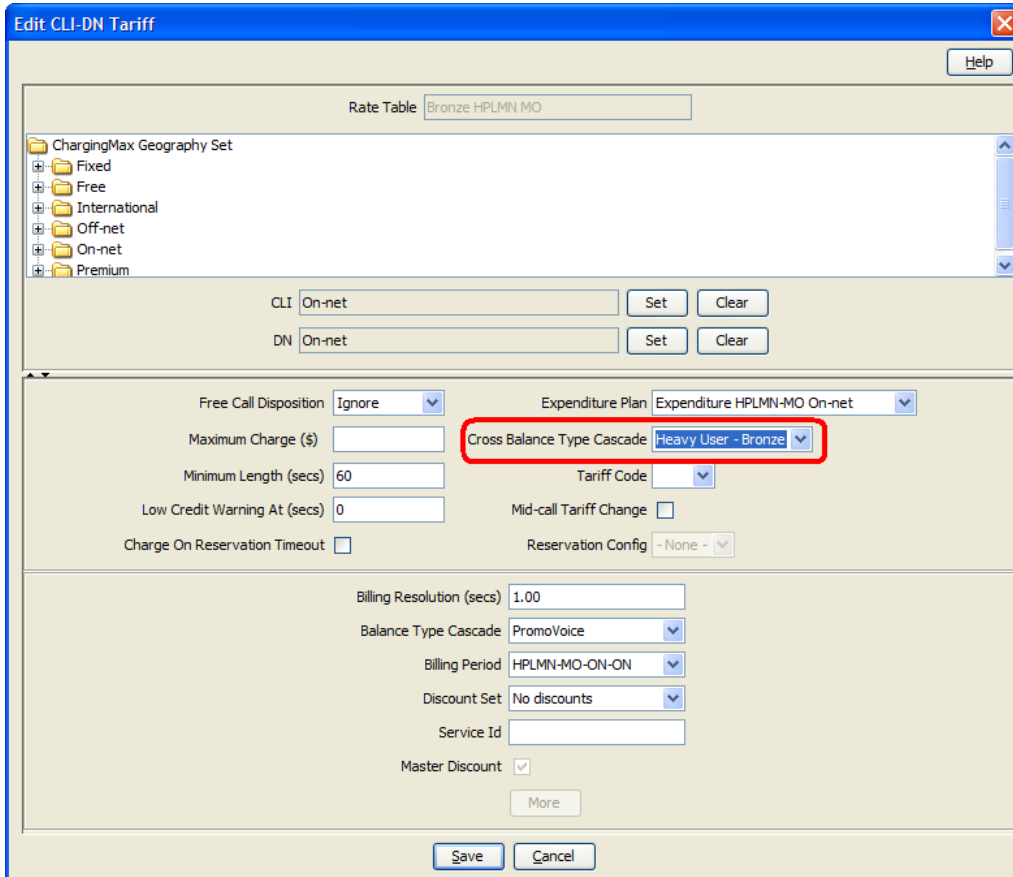 Edit CLI-DN Tariff
Help
Rate Table Bronze HPLMN MO
ChargingMax Geography Set
Fixed
Free
International
Off-net
On-net
Premium
CLI On-net Set Clear
DN On-net Set Clear
Free Call Disposition Ignore Expenditure Plan Expenditure HPLMN-MO On-net
Maximum Charge ($) Cross Balance Type Cascade Heavy User - Bronze
Minimum Length (secs) 60 Tariff Code
Low Credit Warning At (secs) 0 Mid-call Tariff Change
Charge On Reservation Timeout Reservation Config - None -
Billing Resolution (secs) 1.00
Balance Type Cascade PromoVoice
Billing Period HPLMN-MO-ON-ON
Discount Set No discounts
Service Id
Master Discount
More
Save Cancel